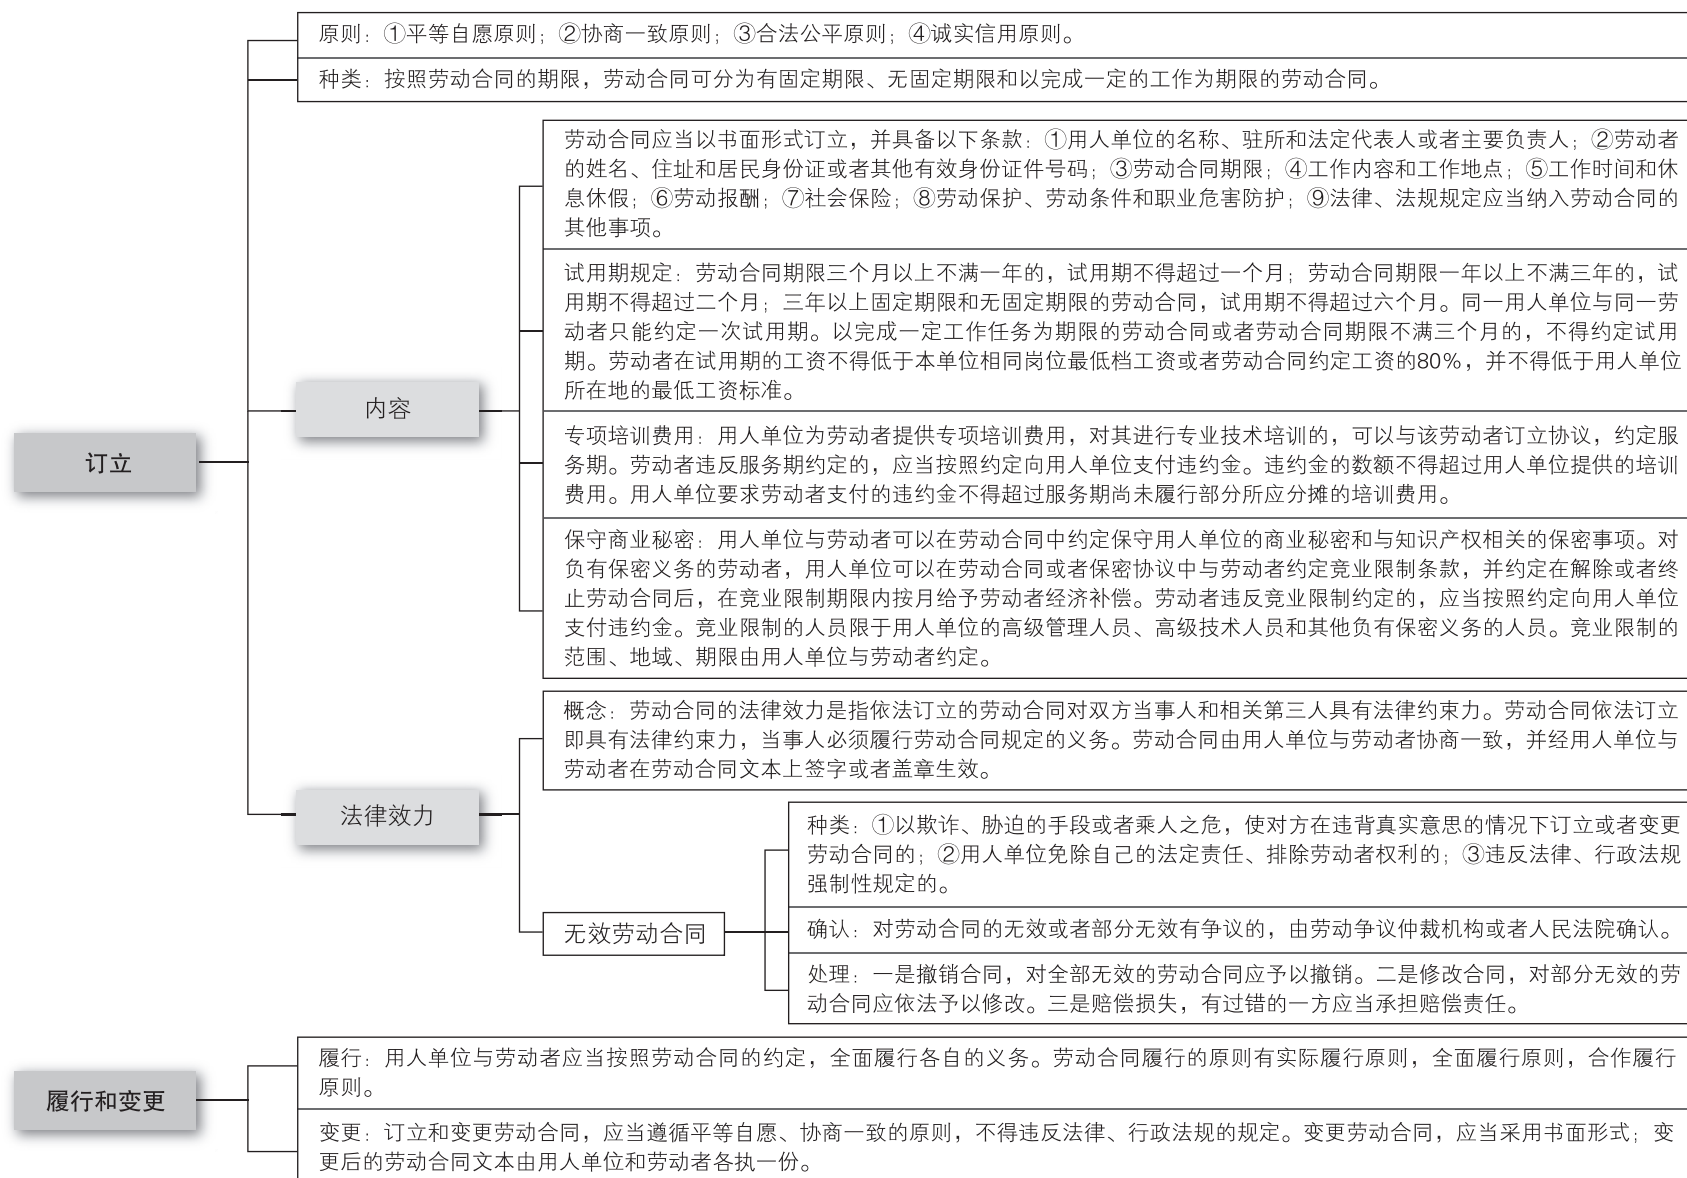 原则：①平等自愿原则；②协商一致原则；③合法公平原则；④诚实信用原则。
种类：按照劳动合同的期限，劳动合同可分为有固定期限、无固定期限和以完成一定的工作为期限的劳动合同。
劳动合同应当以书面形式订立，并具备以下条款：①用人单位的名称、驻所和法定代表人或者主要负责人；②劳动者
的姓名、住址和居民身份证或者其他有效身份证件号码；③劳动合同期限；④工作内容和工作地点；⑤工作时间和休
息休假；⑥劳动报酬；⑦社会保险；⑧劳动保护、劳动条件和职业危害防护；⑨法律、法规规定应当纳入劳动合同的
其他事项。
试用期规定：劳动合同期限三个月以上不满一年的，试用期不得超过一个月；劳动合同期限一年以上不满三年的，试
用期不得超过二个月；三年以上固定期限和无固定期限的劳动合同，试用期不得超过六个月。同一用人单位与同一劳
动者只能约定一次试用期。以完成一定工作任务为期限的劳动合同或者劳动合同期限不满三个月的，不得约定试用
期。劳动者在试用期的工资不得低于本单位相同岗位最低档工资或者劳动合同约定工资的80%，并不得低于用人单位
所在地的最低工资标准。
内容
专项培训费用：用人单位为劳动者提供专项培训费用，对其进行专业技术培训的，可以与该劳动者订立协议，约定服
务期。劳动者违反服务期约定的，应当按照约定向用人单位支付违约金。违约金的数额不得超过用人单位提供的培训
费用。用人单位要求劳动者支付的违约金不得超过服务期尚未履行部分所应分摊的培训费用。
订立
保守商业秘密：用人单位与劳动者可以在劳动合同中约定保守用人单位的商业秘密和与知识产权相关的保密事项。对
负有保密义务的劳动者，用人单位可以在劳动合同或者保密协议中与劳动者约定竞业限制条款，并约定在解除或者终
止劳动合同后，在竞业限制期限内按月给予劳动者经济补偿。劳动者违反竞业限制约定的，应当按照约定向用人单位
支付违约金。竞业限制的人员限于用人单位的高级管理人员、高级技术人员和其他负有保密义务的人员。竞业限制的
范围、地域、期限由用人单位与劳动者约定。
概念：劳动合同的法律效力是指依法订立的劳动合同对双方当事人和相关第三人具有法律约束力。劳动合同依法订立
即具有法律约束力，当事人必须履行劳动合同规定的义务。劳动合同由用人单位与劳动者协商一致，并经用人单位与
劳动者在劳动合同文本上签字或者盖章生效。
法律效力
种类：①以欺诈、胁迫的手段或者乘人之危，使对方在违背真实意思的情况下订立或者变更
劳动合同的；②用人单位免除自己的法定责任、排除劳动者权利的；③违反法律、行政法规
强制性规定的。
无效劳动合同
确认：对劳动合同的无效或者部分无效有争议的，由劳动争议仲裁机构或者人民法院确认。
处理：一是撤销合同，对全部无效的劳动合同应予以撤销。二是修改合同，对部分无效的劳
动合同应依法予以修改。三是赔偿损失，有过错的一方应当承担赔偿责任。
履行和变更
履行：用人单位与劳动者应当按照劳动合同的约定，全面履行各自的义务。劳动合同履行的原则有实际履行原则，全面履行原则，合作履行
原则。
变更：订立和变更劳动合同，应当遵循平等自愿、协商一致的原则，不得违反法律、行政法规的规定。变更劳动合同，应当采用书面形式；变
更后的劳动合同文本由用人单位和劳动者各执一份。